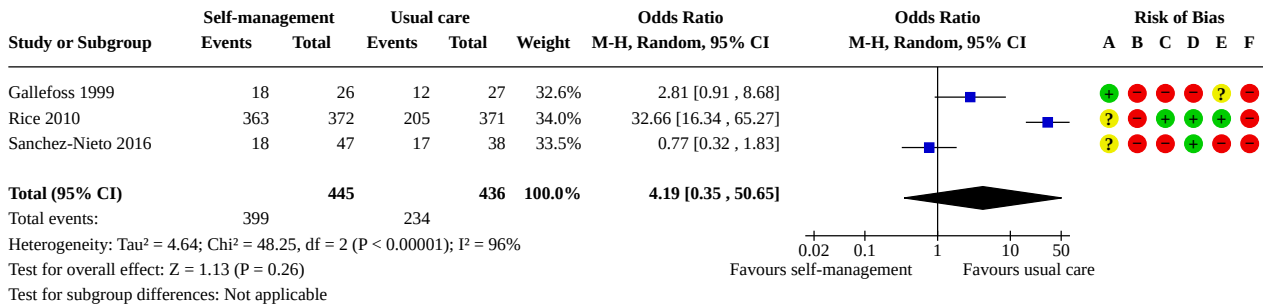 Self-management Usual care Odds Ratio Odds Ratio Risk of Bias
Study or Subgroup Events Total Events Total Weight M-H, Random, 95% CI M-H, Random, 95% CI A B C D E F
Gallefoss 1999 18 26 12 27 32.6% 2.81 [0.91 , 8.68] + − − − ? −
Rice 2010 363 372 205 371 34.0% 32.66 [16.34 , 65.27] ? − + + + −
Sanchez-Nieto 2016 18 47 17 38 33.5% 0.77 [0.32 , 1.83] ? − − + − −
Total (95% CI) 445 436 100.0% 4.19 [0.35 , 50.65]
Total events: 399 234
Heterogeneity: Tau² = 4.64; Chi² = 48.25, df = 2 (P < 0.00001); I² = 96%
0.02 0.1 1 10 50
Test for overall effect: Z = 1.13 (P = 0.26) Favours self-management Favours usual care
Test for subgroup differences: Not applicable